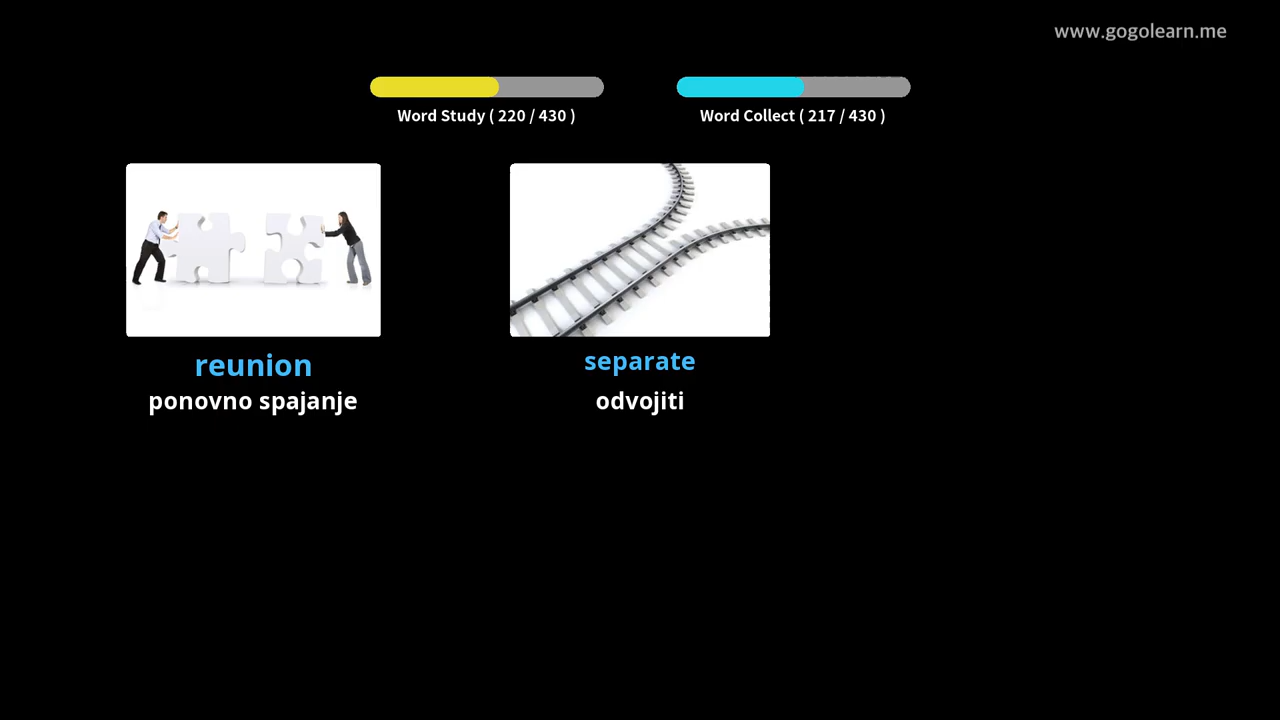 www.gogolearn.me
Word Study ( 220 / 430 )
Word Collect ( 217 / 430 )
reunion
ponovno spajanje
separate
odvojiti